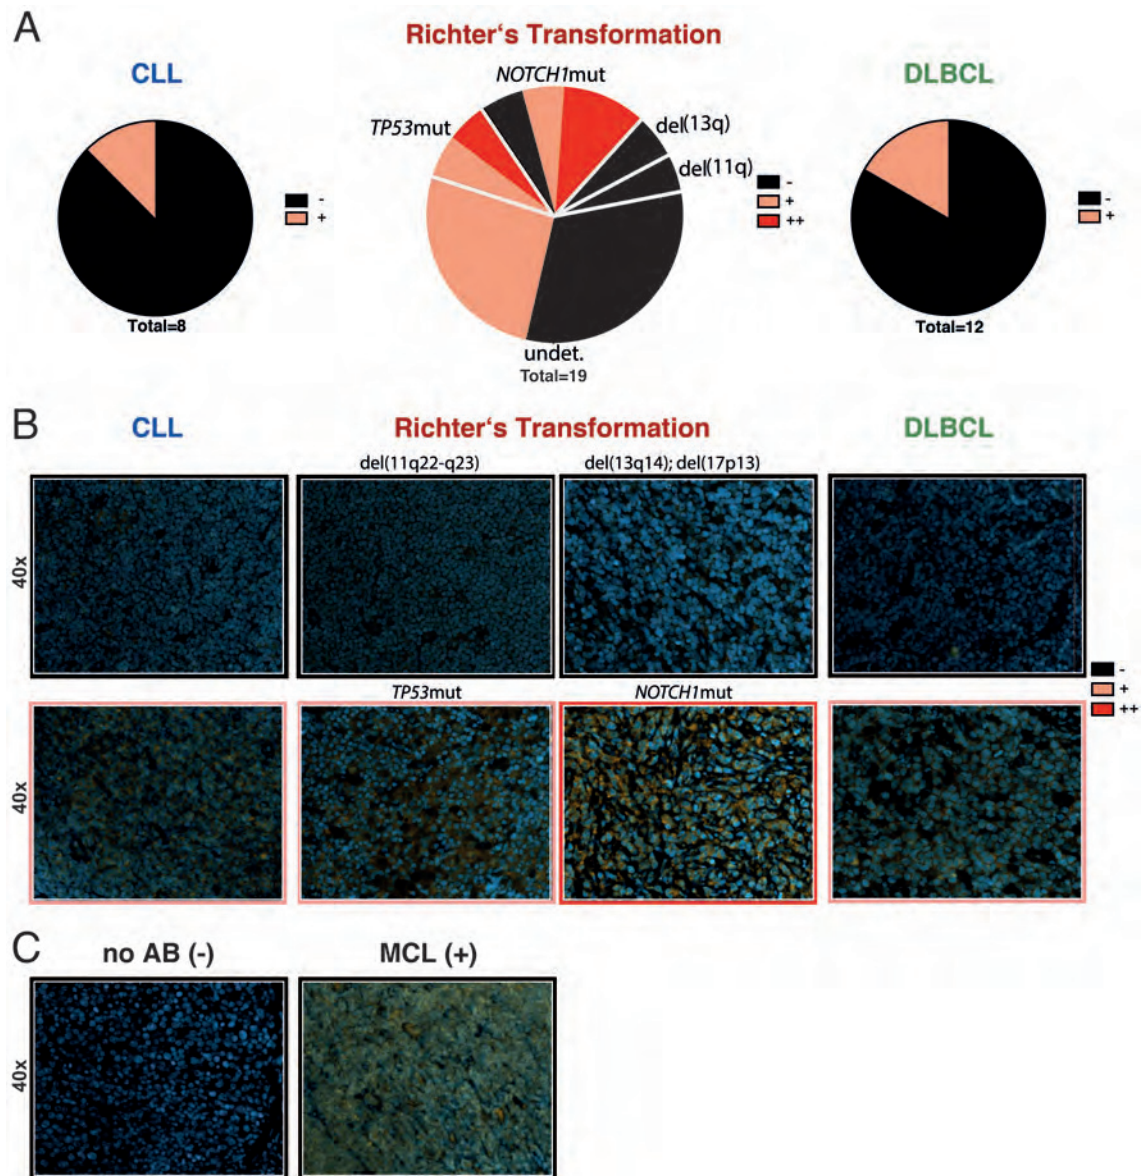 A
Richter's Transformation
CLL
DLBCL
NOTCH1mut
TP53mut
del(13q)
del(11q)
-
+
-
+
++
-
+
Total=8
undet.
Total=19
Total=12
B
CLL
Richter's Transformation
DLBCL
del(11q22-q23)
del(13q14); del(17p13)
40x
TP53mut
NOTCH1mut
-
+
++
40x
C
no AB (-)
MCL (+)
40x